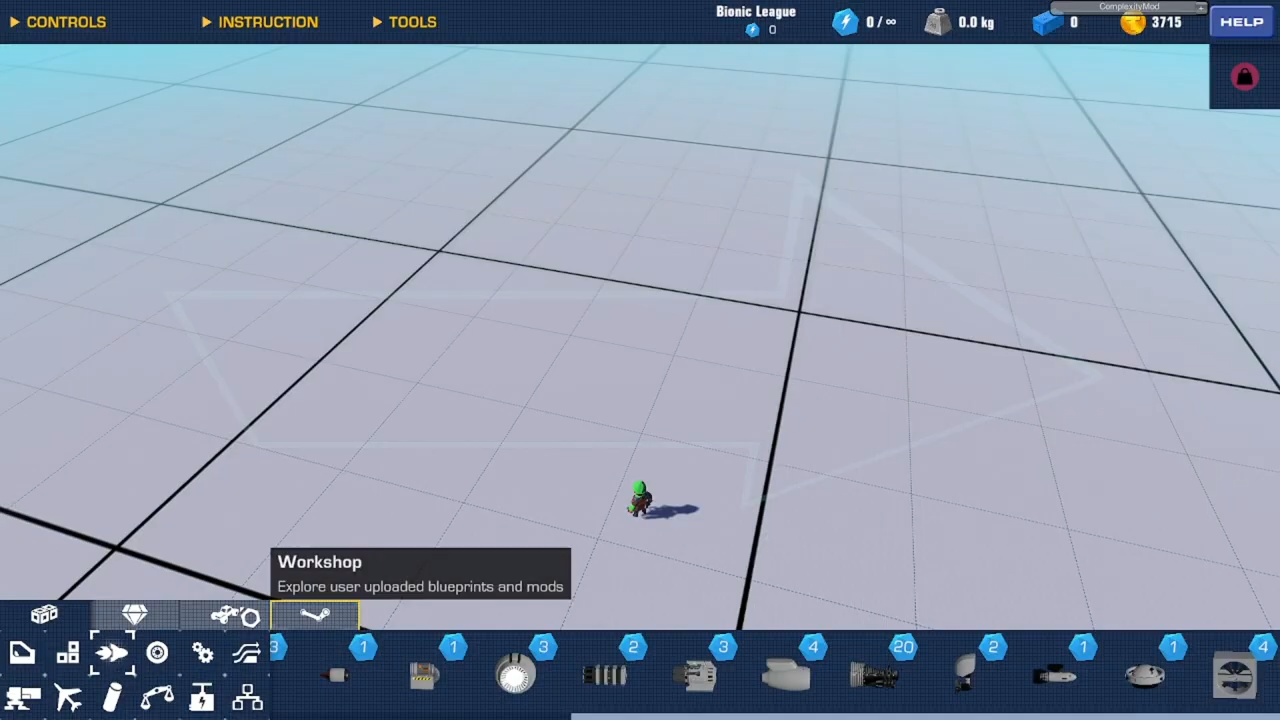 CONTROLS
INSTRUCTION
TOOLS
Bionic League
0
0 / ∞
0.0 kg
0
ComplexityMod
3715
HELP
Workshop
Explore user uploaded blueprints and mods
3 1 1 3 2 3 4 20 2 1 1 4